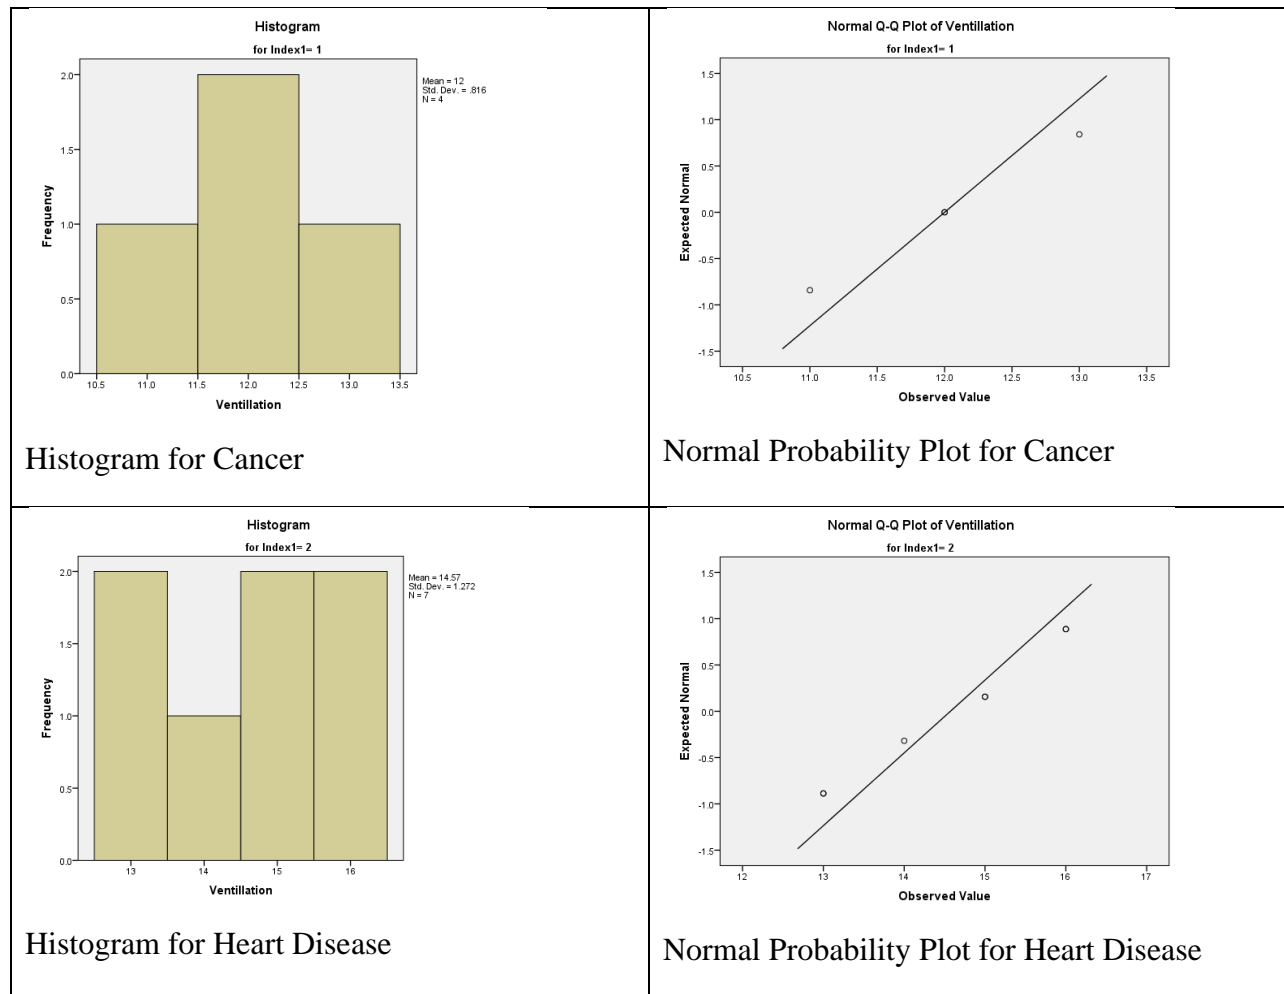 Histogram
for Index1= 1
Mean = 12
Std. Dev. = .816
N = 4
2.0
1.5
1.0
0.5
0.0
Frequency
10.5 11.0 11.5 12.0 12.5 13.0 13.5
Ventillation
Histogram for Cancer
Normal Q-Q Plot of Ventillation
for Index1= 1
1.5
1.0
0.5
0.0
-0.5
-1.0
-1.5
Expected Normal
10.5 11.0 11.5 12.0 12.5 13.0 13.5
Observed Value
Normal Probability Plot for Cancer
Histogram
for Index1= 2
Mean = 14.57
Std. Dev. = 1.272
N = 7
2.0
1.5
1.0
0.5
0.0
Frequency
13 14 15 16
Ventillation
Histogram for Heart Disease
Normal Q-Q Plot of Ventillation
for Index1= 2
1.5
1.0
0.5
0.0
-0.5
-1.0
-1.5
Expected Normal
12 13 14 15 16 17
Observed Value
Normal Probability Plot for Heart Disease